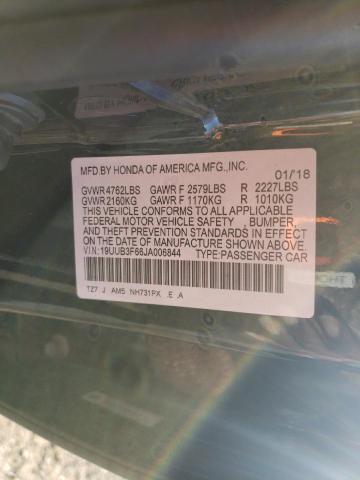 MFD.BY HONDA OF AMERICA MFG.,INC. 01/18
GVWR 4762LBS GAWR F 2579LBS R 2227LBS
GVWR 2160KG GAWR F 1170KG R 1010KG
THIS VEHICLE CONFORMS TO ALL APPLICABLE
FEDERAL MOTOR VEHICLE SAFETY BUMPER,
AND THEFT PREVENTION STANDARDS IN EFFECT
ON THE DATE OF MANUFACTURE SHOWN ABOVE.
V.I.N.:19UUB3F66JA006844 TYPE:PASSENGER CAR
TZ7 J AM5 NH731PX .E .A